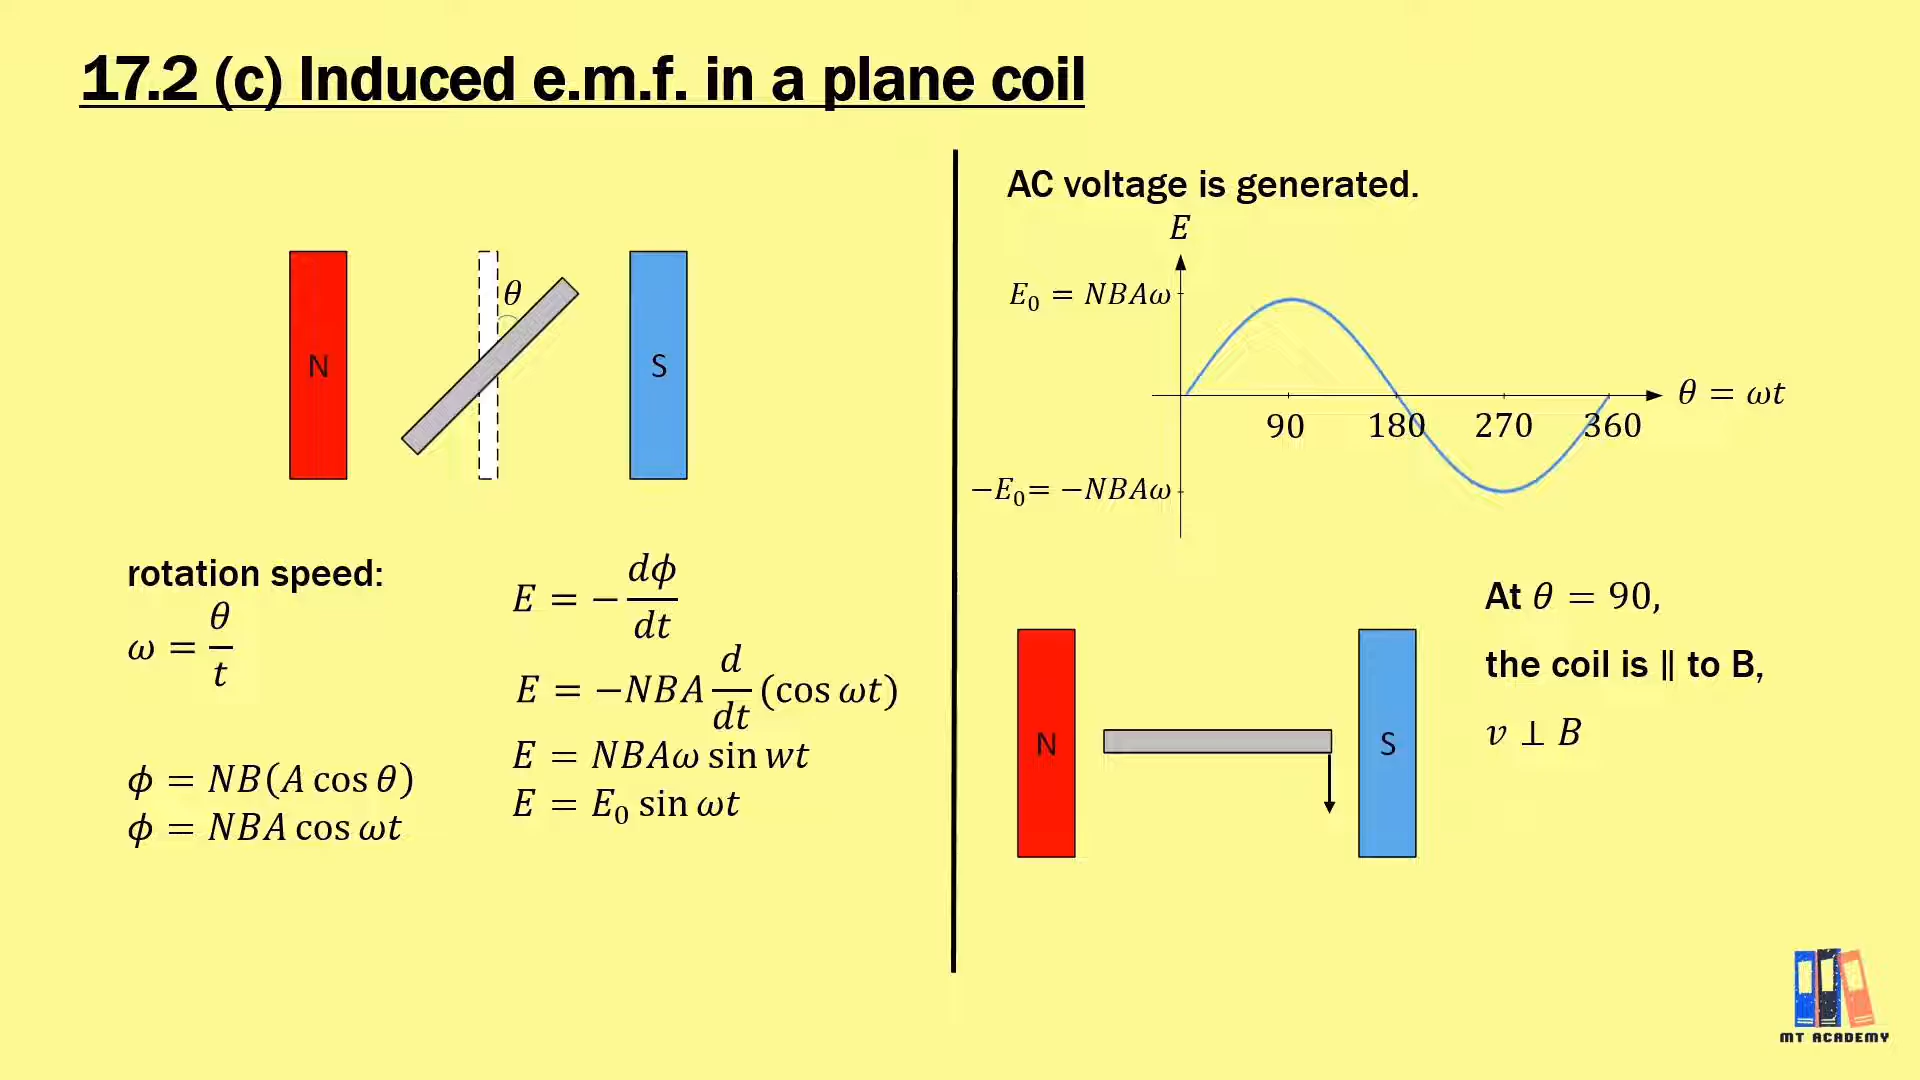 17.2 (c) Induced e.m.f. in a plane coil
N
θ
S
rotation speed:
ω = θ/t
ϕ = NB(A cos θ)
ϕ = NBA cos ωt
E = −dϕ/dt
E = −NBA d/dt (cos ωt)
E = NBAω sin wt
E = E₀ sin ωt
AC voltage is generated.
E
E₀ = NBAω
θ = ωt
90 180 270 360
−E₀= −NBAω
N
S
At θ = 90,
the coil is ∥ to B,
v ⊥ B
MT ACADEMY